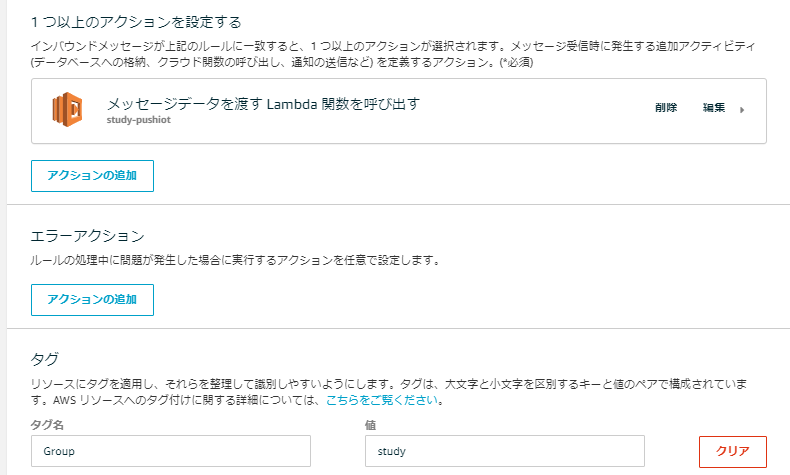 1 つ以上のアクションを設定する
インバウンドメッセージが上記のルールに一致すると、1 つ以上のアクションが選択されます。メッセージ受信時に発生する追加アクティビティ
(データベースへの格納、クラウド関数の呼び出し、通知の送信など) を定義するアクション。(*必須)
メッセージデータを渡す Lambda 関数を呼び出す
study-pushiot
削除 編集
アクションの追加
エラーアクション
ルールの処理中に問題が発生した場合に実行するアクションを任意で設定します。
アクションの追加
タグ
リソースにタグを適用し、それらを整理して識別しやすいようにします。タグは、大文字と小文字を区別するキーと値のペアで構成されていま
す。AWS リソースへのタグ付けに関する詳細については、こちらをご覧ください。
タグ名 値
Group study クリア